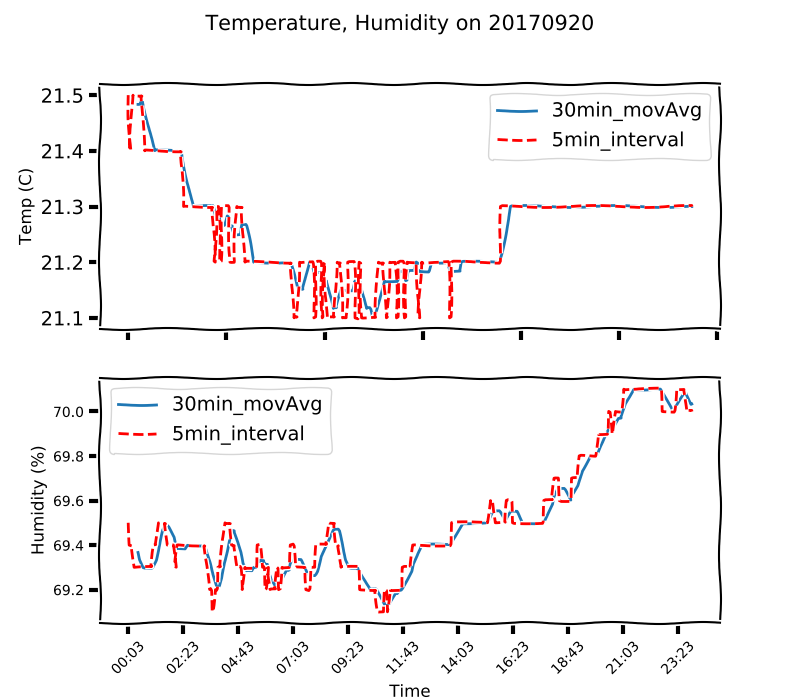 Temperature, Humidity on 20170920
Temp (C)
21.5
21.4
21.3
21.2
21.1
30min_movAvg
5min_interval
Humidity (%)
70.0
69.8
69.6
69.4
69.2
30min_movAvg
5min_interval
00:03 02:23 04:43 07:03 09:23 11:43 14:03 16:23 18:43 21:03 23:23
Time